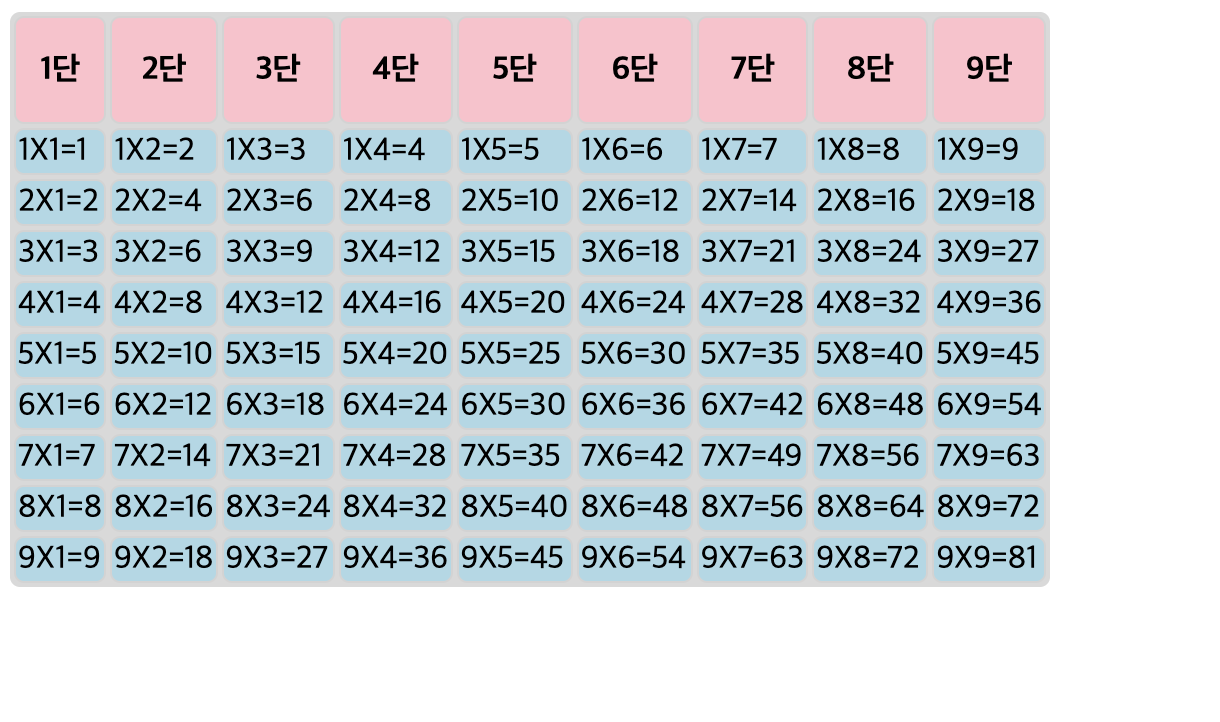 1단 2단 3단 4단 5단 6단 7단 8단 9단
1X1=1 1X2=2 1X3=3 1X4=4 1X5=5 1X6=6 1X7=7 1X8=8 1X9=9
2X1=2 2X2=4 2X3=6 2X4=8 2X5=10 2X6=12 2X7=14 2X8=16 2X9=18
3X1=3 3X2=6 3X3=9 3X4=12 3X5=15 3X6=18 3X7=21 3X8=24 3X9=27
4X1=4 4X2=8 4X3=12 4X4=16 4X5=20 4X6=24 4X7=28 4X8=32 4X9=36
5X1=5 5X2=10 5X3=15 5X4=20 5X5=25 5X6=30 5X7=35 5X8=40 5X9=45
6X1=6 6X2=12 6X3=18 6X4=24 6X5=30 6X6=36 6X7=42 6X8=48 6X9=54
7X1=7 7X2=14 7X3=21 7X4=28 7X5=35 7X6=42 7X7=49 7X8=56 7X9=63
8X1=8 8X2=16 8X3=24 8X4=32 8X5=40 8X6=48 8X7=56 8X8=64 8X9=72
9X1=9 9X2=18 9X3=27 9X4=36 9X5=45 9X6=54 9X7=63 9X8=72 9X9=81